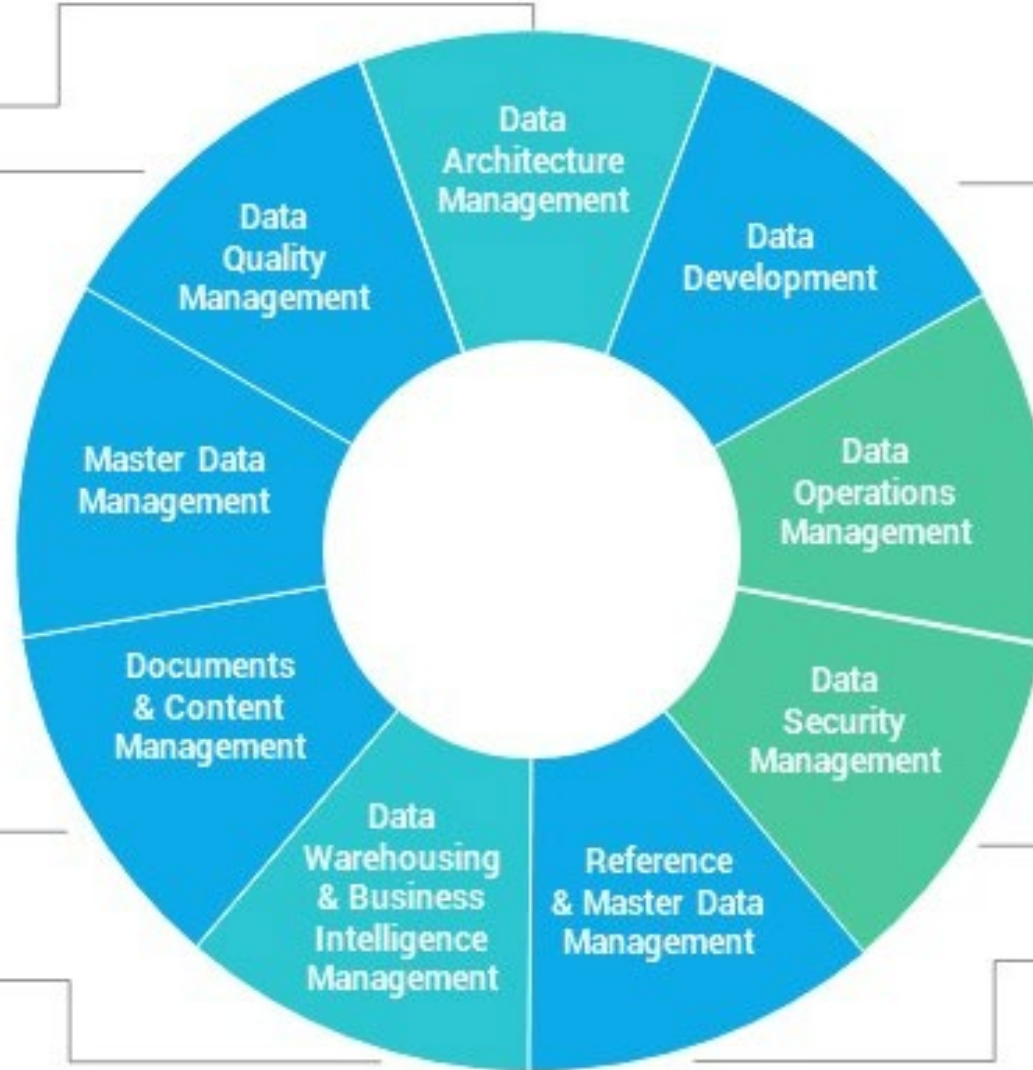 Data
Architecture
Management
Data
Development
Data
Operations
Management
Data
Security
Management
Reference
& Master Data
Management
Data
Warehousing
& Business
Intelligence
Management
Documents
& Content
Management
Master Data
Management
Data
Quality
Management